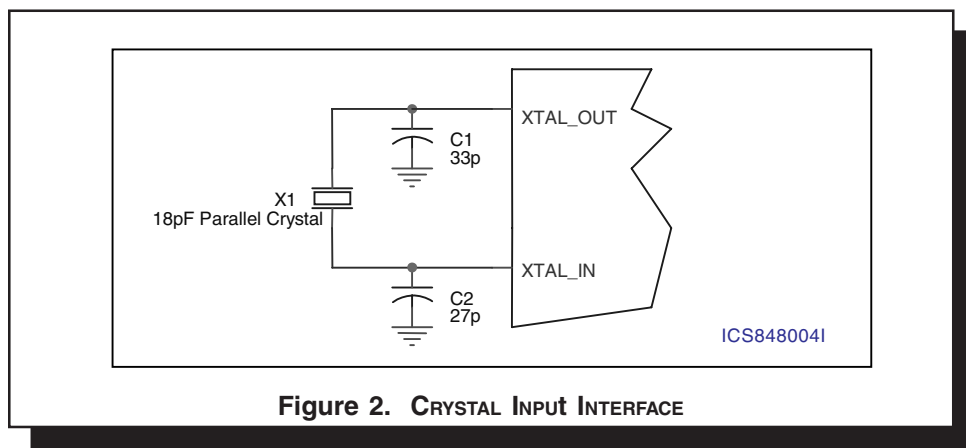 XTAL_OUT
C1
33p
X1
18pF Parallel Crystal
XTAL_IN
C2
27p
ICS848004I
Figure 2. CRYSTAL INPUt INTERFACE